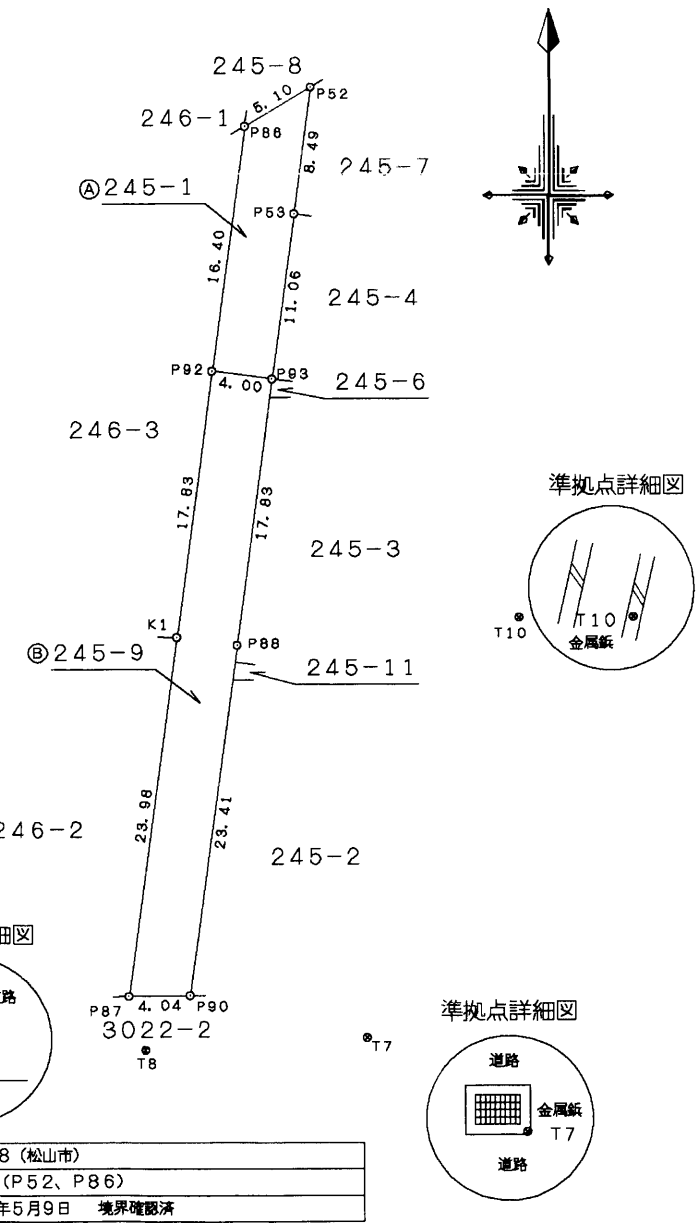 245-8
5.10
P52
246-1
P86
8.49
245-7
Ⓐ245-1
P53
16.40
11.06
245-4
P92
4.00
P93
245-6
246-3
17.83
17.83
245-3
準拠点詳細図
T10
T10
金属鋲
K1
P88
Ⓑ245-9
245-11
23.98
23.41
246-2
245-2
細図
路
P87
4.04
P90
3022-2
T8
T7
準拠点詳細図
道路
金属鋲
T7
道路
8（松山市）
（P52、P86）
年5月9日　境界確認済